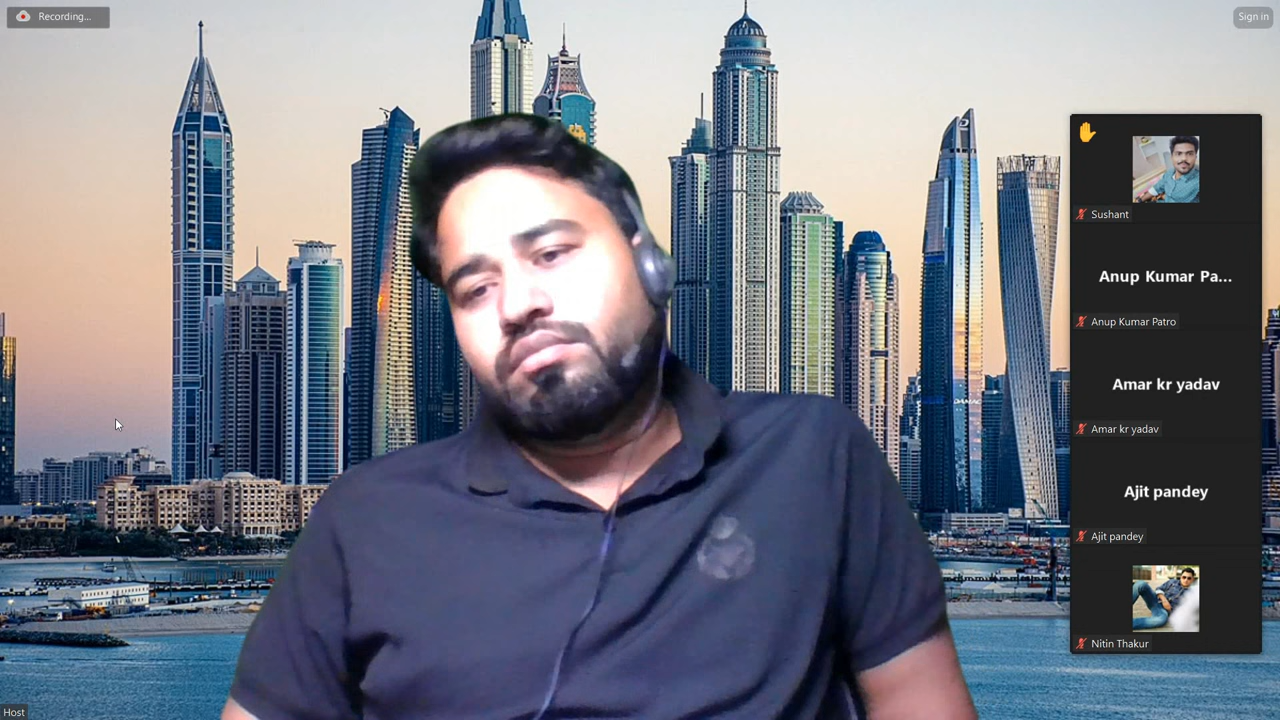 Recording...
Sign in
Sushant
Anup Kumar Pa...
Anup Kumar Patro
Amar kr yadav
Amar kr yadav
Ajit pandey
Ajit pandey
Nitin Thakur
DAMAC
Host